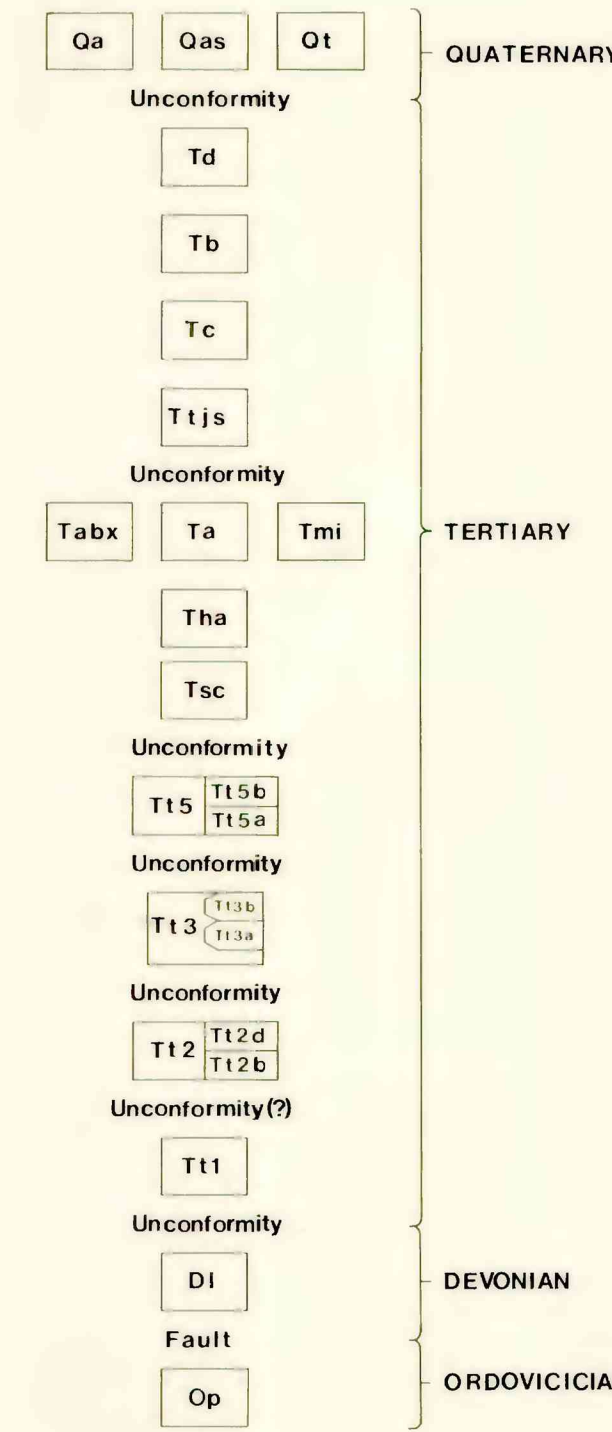 Qa Qas Qt QUATERNARY
Unconformity
Td
Tb
Tc
Ttjs
Unconformity
Tabx Ta Tmi TERTIARY
Tha
Tsc
Unconformity
Tt5 Tt5b
Tt5a
Unconformity
Tt3 Tt3b
Tt3a
Unconformity
Tt2 Tt2d
Tt2b
Unconformity(?)
Tt1
Unconformity
Dl DEVONIAN
Fault
Op ORDOVICICIA